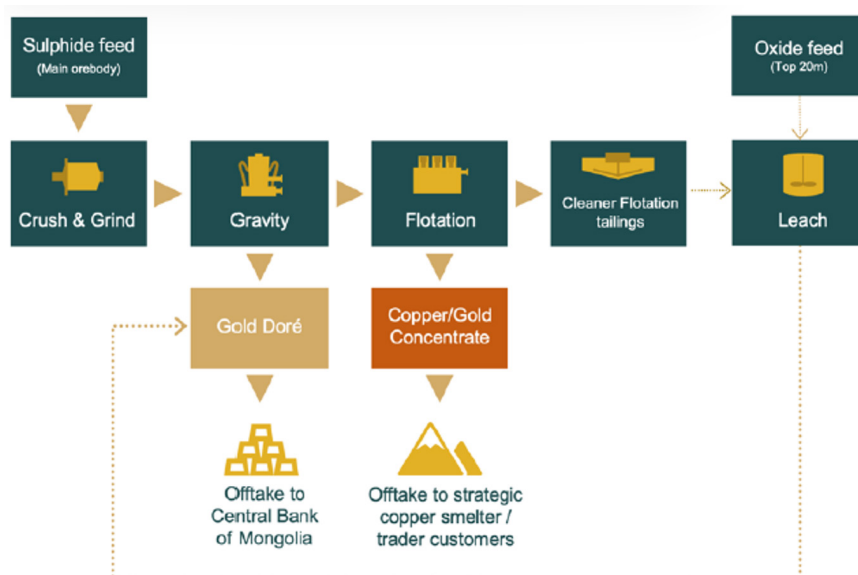 Sulphide feed
(Main orebody)
Oxide feed
(Top 20m)
Crush & Grind
Gravity
Flotation
Cleaner Flotation
tailings
Leach
Gold Doré
Copper/Gold
Concentrate
Offtake to
Central Bank
of Mongolia
Offtake to strategic
copper smelter /
trader customers